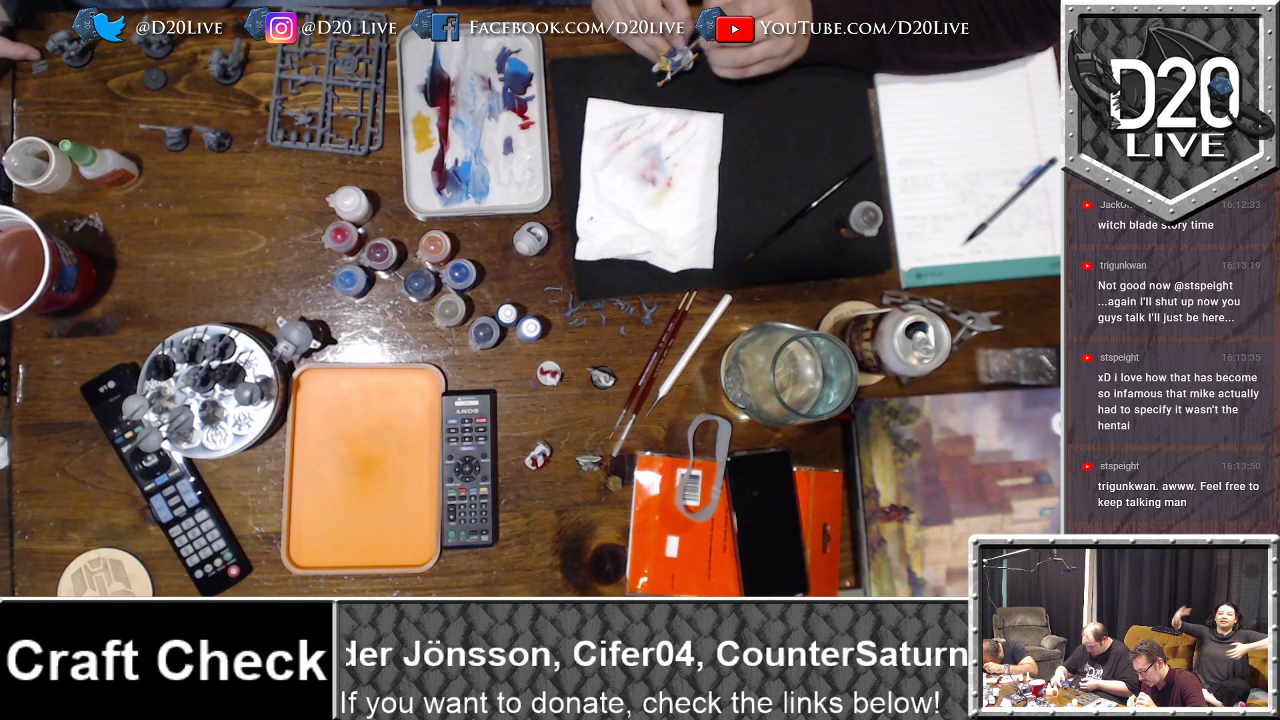 @D20Live
@D20_Live
Facebook.com/D20Live
YouTube.com/D20Live
D20
LIVE
16:12:33
witch blade story time
trigunkwan 16:13:19
Not good now @stspeight
...again I'll shut up now you
guys talk I'll just be here...
stspeight 16:13:35
xD i love how that has become
so infamous that mike actually
had to specify it wasn't the
hentai
stspeight 16:13:50
trigunkwan. awww. Feel free to
keep talking man
SONY
Craft Check
der Jönsson, Cifer04, CounterSaturn
If you want to donate, check the links below!